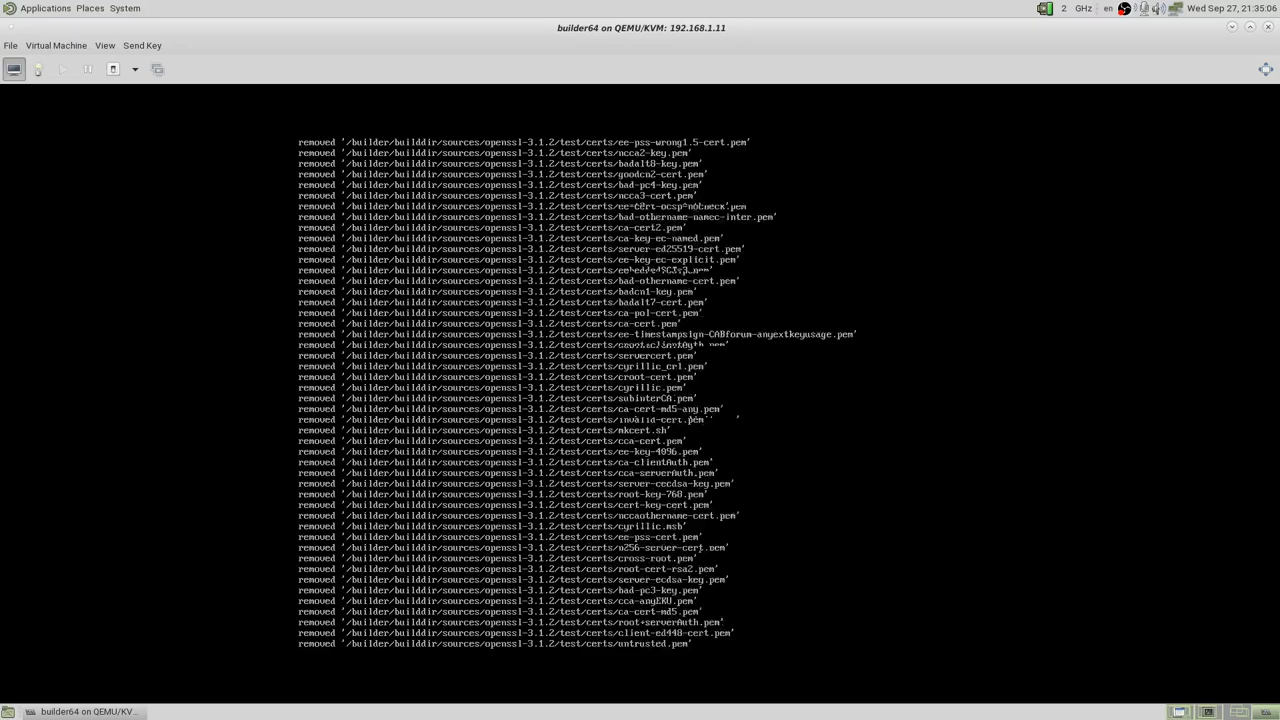 Applications Places System 2 GHz en Wed Sep 27, 21:35:06
builder64 on QEMU/KVM: 192.168.1.11
File Virtual Machine View Send Key
removed '/builder/builddir/sources/openssl-3.1.2/test/certs/ee-pss-wrong1.5-cert.pem'
removed '/builder/builddir/sources/openssl-3.1.2/test/certs/ncca2-key.pem'
removed '/builder/builddir/sources/openssl-3.1.2/test/certs/badalt8-key.pem'
removed '/builder/builddir/sources/openssl-3.1.2/test/certs/goodcn2-cert.pem'
removed '/builder/builddir/sources/openssl-3.1.2/test/certs/bad-pc4-key.pem'
removed '/builder/builddir/sources/openssl-3.1.2/test/certs/ncca3-cert.pem'
removed
removed '/builder/builddir/sources/openssl-3.1.2/test/certs/bad-othername-namec-inter.pem'
removed '/builder/builddir/sources/openssl-3.1.2/test/certs/ca-cert2.pem'
removed '/builder/builddir/sources/openssl-3.1.2/test/certs/ca-key-ec-named.pem'
removed '/builder/builddir/sources/openssl-3.1.2/test/certs/server-ed25519-cert.pem'
removed '/builder/builddir/sources/openssl-3.1.2/test/certs/ee-key-ec-explicit.pem'
removed
removed '/builder/builddir/sources/openssl-3.1.2/test/certs/bad-othername-cert.pem'
removed '/builder/builddir/sources/openssl-3.1.2/test/certs/badcn1-key.pem'
removed '/builder/builddir/sources/openssl-3.1.2/test/certs/badalt7-cert.pem'
removed '/builder/builddir/sources/openssl-3.1.2/test/certs/ca-pol-cert.pem'
removed '/builder/builddir/sources/openssl-3.1.2/test/certs/ca-cert.pem'
removed '/builder/builddir/sources/openssl-3.1.2/test/certs/ee-timestampsign-CABforum-anyextkeyusage.pem'
removed
removed '/builder/builddir/sources/openssl-3.1.2/test/certs/servercert.pem'
removed '/builder/builddir/sources/openssl-3.1.2/test/certs/cyrillic_crl.pem'
removed '/builder/builddir/sources/openssl-3.1.2/test/certs/croot-cert.pem'
removed '/builder/builddir/sources/openssl-3.1.2/test/certs/cyrillic.pem'
removed '/builder/builddir/sources/openssl-3.1.2/test/certs/subinterCA.pem'
removed '/builder/builddir/sources/openssl-3.1.2/test/certs/ca-cert-md5-any.pem'
removed '/builder/builddir/sources/openssl-3.1.2/test/certs/invalid-cert.pem'
removed '/builder/builddir/sources/openssl-3.1.2/test/certs/mkcert.sh'
removed '/builder/builddir/sources/openssl-3.1.2/test/certs/cca-cert.pem'
removed '/builder/builddir/sources/openssl-3.1.2/test/certs/ee-key-4096.pem'
removed '/builder/builddir/sources/openssl-3.1.2/test/certs/ca-clientAuth.pem'
removed '/builder/builddir/sources/openssl-3.1.2/test/certs/cca-serverAuth.pem'
removed '/builder/builddir/sources/openssl-3.1.2/test/certs/server-cecdsa-key.pem'
removed '/builder/builddir/sources/openssl-3.1.2/test/certs/root-key-768.pem'
removed '/builder/builddir/sources/openssl-3.1.2/test/certs/cert-key-cert.pem'
removed '/builder/builddir/sources/openssl-3.1.2/test/certs/nccaothername-cert.pem'
removed '/builder/builddir/sources/openssl-3.1.2/test/certs/cyrillic.msb'
removed '/builder/builddir/sources/openssl-3.1.2/test/certs/ee-pss-cert.pem'
removed '/builder/builddir/sources/openssl-3.1.2/test/certs/p256-server-cert.pem'
removed '/builder/builddir/sources/openssl-3.1.2/test/certs/cross-root.pem'
removed '/builder/builddir/sources/openssl-3.1.2/test/certs/root-cert-rsa2.pem'
removed '/builder/builddir/sources/openssl-3.1.2/test/certs/server-ecdsa-key.pem'
removed '/builder/builddir/sources/openssl-3.1.2/test/certs/bad-pc3-key.pem'
removed '/builder/builddir/sources/openssl-3.1.2/test/certs/cca-anyEKU.pem'
removed '/builder/builddir/sources/openssl-3.1.2/test/certs/ca-cert-md5.pem'
removed '/builder/builddir/sources/openssl-3.1.2/test/certs/root+serverAuth.pem'
removed '/builder/builddir/sources/openssl-3.1.2/test/certs/client-ed448-cert.pem'
removed '/builder/builddir/sources/openssl-3.1.2/test/certs/untrusted.pem'
builder64 on QEMU/KV...